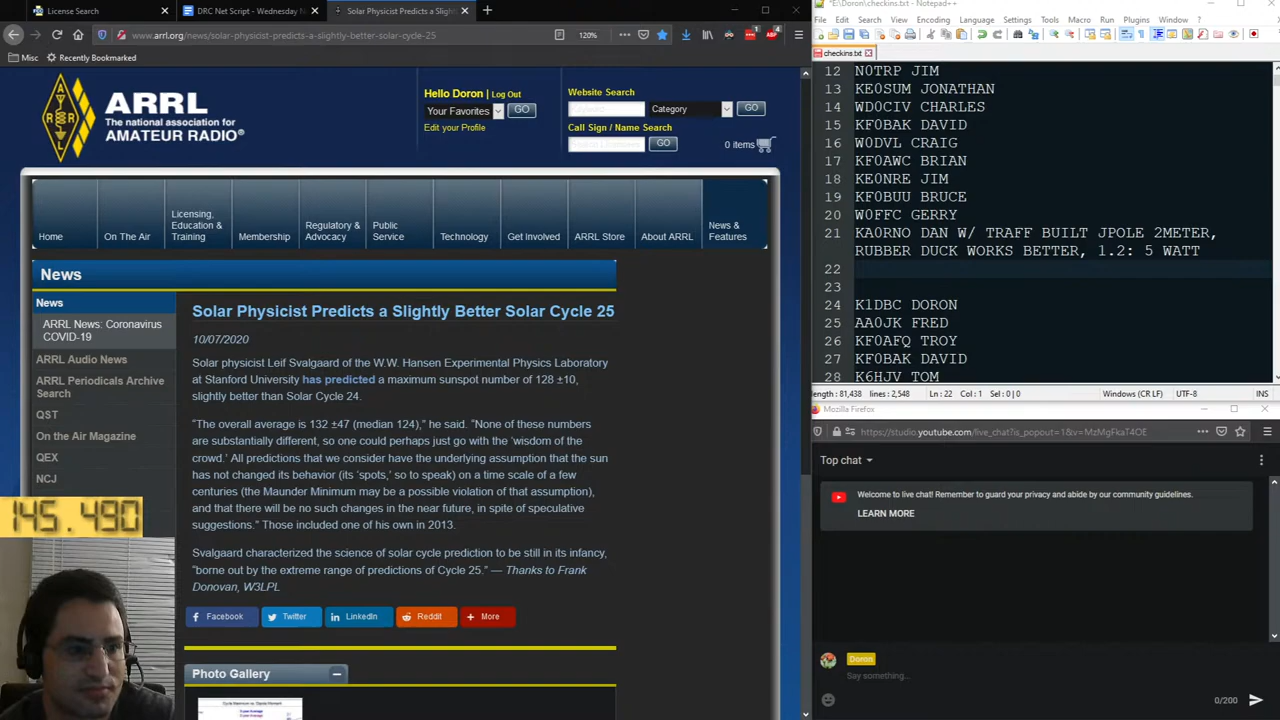 License Search
DRC Net Script - Wednesday N
Solar Physicist Predicts a Slightl
www.arrl.org/news/solar-physicist-predicts-a-slightly-better-solar-cycle-25
120%
Misc
Recently Bookmarked
ARRL
The national association for
AMATEUR RADIO®
Hello Doron | Log Out
Your Favorites
GO
Edit your Profile
Website Search
Category
GO
Call Sign / Name Search
GO
0 items
Home
On The Air
Licensing,
Education &
Training
Membership
Regulatory &
Advocacy
Public
Service
Technology
Get Involved
ARRL Store
About ARRL
News &
Features
News
News
ARRL News: Coronavirus
COVID-19
ARRL Audio News
ARRL Periodicals Archive
Search
QST
On the Air Magazine
QEX
NCJ
Solar Physicist Predicts a Slightly Better Solar Cycle 25
10/07/2020
Solar physicist Leif Svalgaard of the W.W. Hansen Experimental Physics Laboratory
at Stanford University has predicted a maximum sunspot number of 128 ±10,
slightly better than Solar Cycle 24.
“The overall average is 132 ±47 (median 124),” he said. “None of these numbers
are substantially different, so one could perhaps just go with the ‘wisdom of the
crowd.’ All predictions that we consider have the underlying assumption that the sun
has not changed its behavior (its ‘spots,’ so to speak) on a time scale of a few
centuries (the Maunder Minimum may be a possible violation of that assumption),
and that there will be no such changes in the near future, in spite of speculative
suggestions.” Those included one of his own in 2013.
Svalgaard characterized the science of solar cycle prediction to be still in its infancy,
“borne out by the extreme range of predictions of Cycle 25.” — Thanks to Frank
Donovan, W3LPL
Facebook
Twitter
LinkedIn
Reddit
More
Photo Gallery
145.430
*E:\Doron\checkins.txt - Notepad++
File Edit Search View Encoding Language Settings Tools Macro Run Plugins Window ?
checkins.txt
12 N0TRP JIM
13 KE0SUM JONATHAN
14 WD0CIV CHARLES
15 KF0BAK DAVID
16 W0DVL CRAIG
17 KF0AWC BRIAN
18 KE0NRE JIM
19 KF0BUU BRUCE
20 W0FFC GERRY
21 KA0RNO DAN W/ TRAFF BUILT JPOLE 2METER,
RUBBER DUCK WORKS BETTER, 1.2: 5 WATT
22
23
24 K1DBC DORON
25 AA0JK FRED
26 KF0AFQ TROY
27 KF0BAK DAVID
28 K6HJV TOM
length : 81,438 lines : 2,548
Ln : 22 Col : 1 Sel : 0 | 0
Windows (CR LF)
UTF-8
INS
Mozilla Firefox
https://studio.youtube.com/live_chat?is_popout=1&v=MzMgFkaT4OE
Top chat
Welcome to live chat! Remember to guard your privacy and abide by our community guidelines.
LEARN MORE
Doron
Say something...
0/200